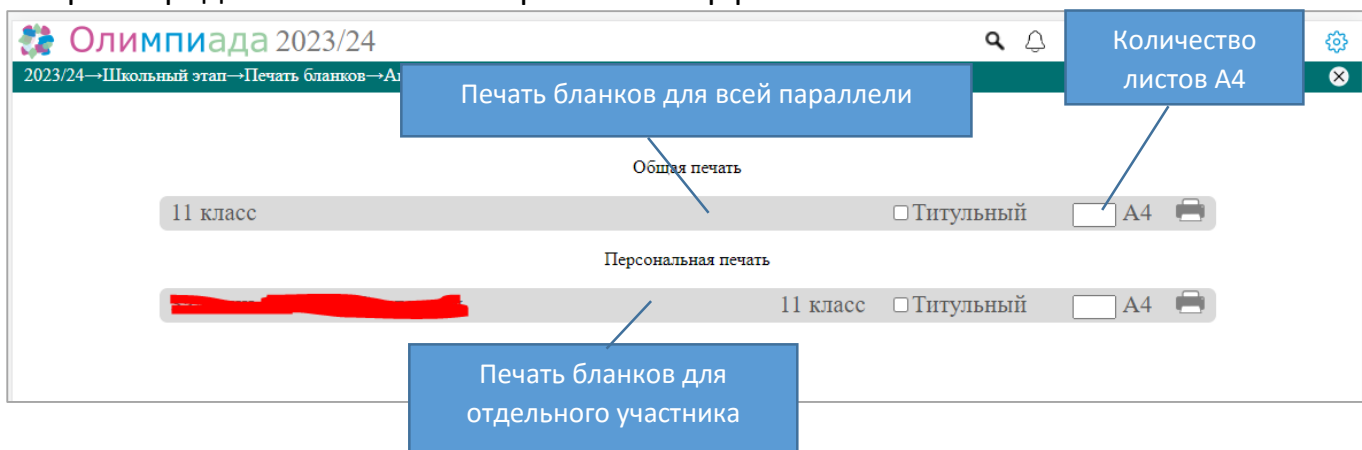 Олимпиада 2023/24
Количество
листов А4
2023/24→Школьный этап→Печать бланков→
Печать бланков для всей параллели
Общая печать
11 класс Титульный А4
Персональная печать
11 класс Титульный А4
Печать бланков для
отдельного участника